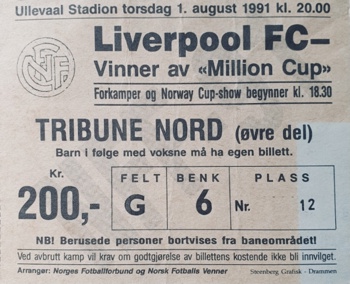 Ullevaal Stadion torsdag 1. august 1991 kl. 20.00
NFF
Liverpool FC–
Vinner av «Million Cup»
Forkamper og Norway Cup-show begynner kl. 18.30
TRIBUNE NORD (øvre del)
Barn i følge med voksne må ha egen billett.
Kr.
200,-
FELT BENK PLASS
G 6 Nr. 12
NB! Berusede personer bortvises fra baneområdet!
Ved avbrutt kamp vil krav om godtgjørelse av billettens kostende ikke bli innvilget.
Arrangør: Norges Fotballforbund og Norsk Fotballs Venner Steenberg Grafisk - Drammen